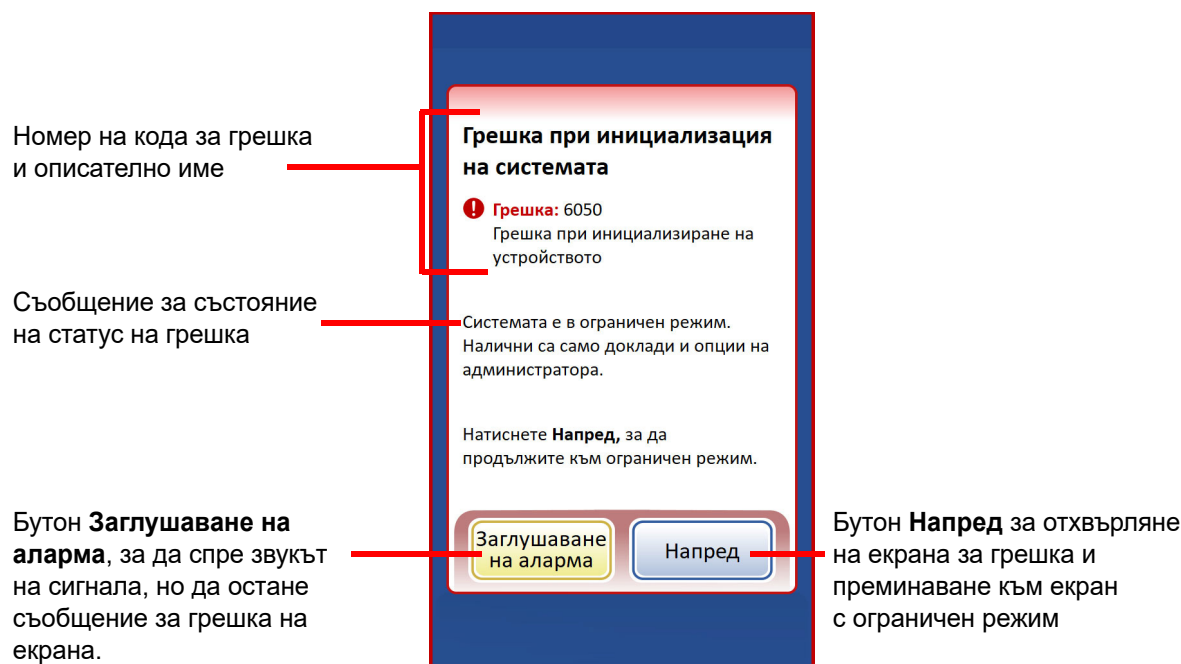 Номер на кода за грешка
и описателно име
Съобщение за състояние
на статус на грешка
Бутон Заглушаване на
аларма, за да спре звукът
на сигнала, но да остане
съобщение за грешка на
екрана.
Грешка при инициализация
на системата
Грешка: 6050
Грешка при инициализиране на
устройството
Системата е в ограничен режим.
Налични са само доклади и опции на
администратора.
Натиснете Напред, за да
продължите към ограничен режим.
Заглушаване
на аларма
Напред
Бутон Напред за отхвърляне
на екрана за грешка и
преминаване към екран
с ограничен режим